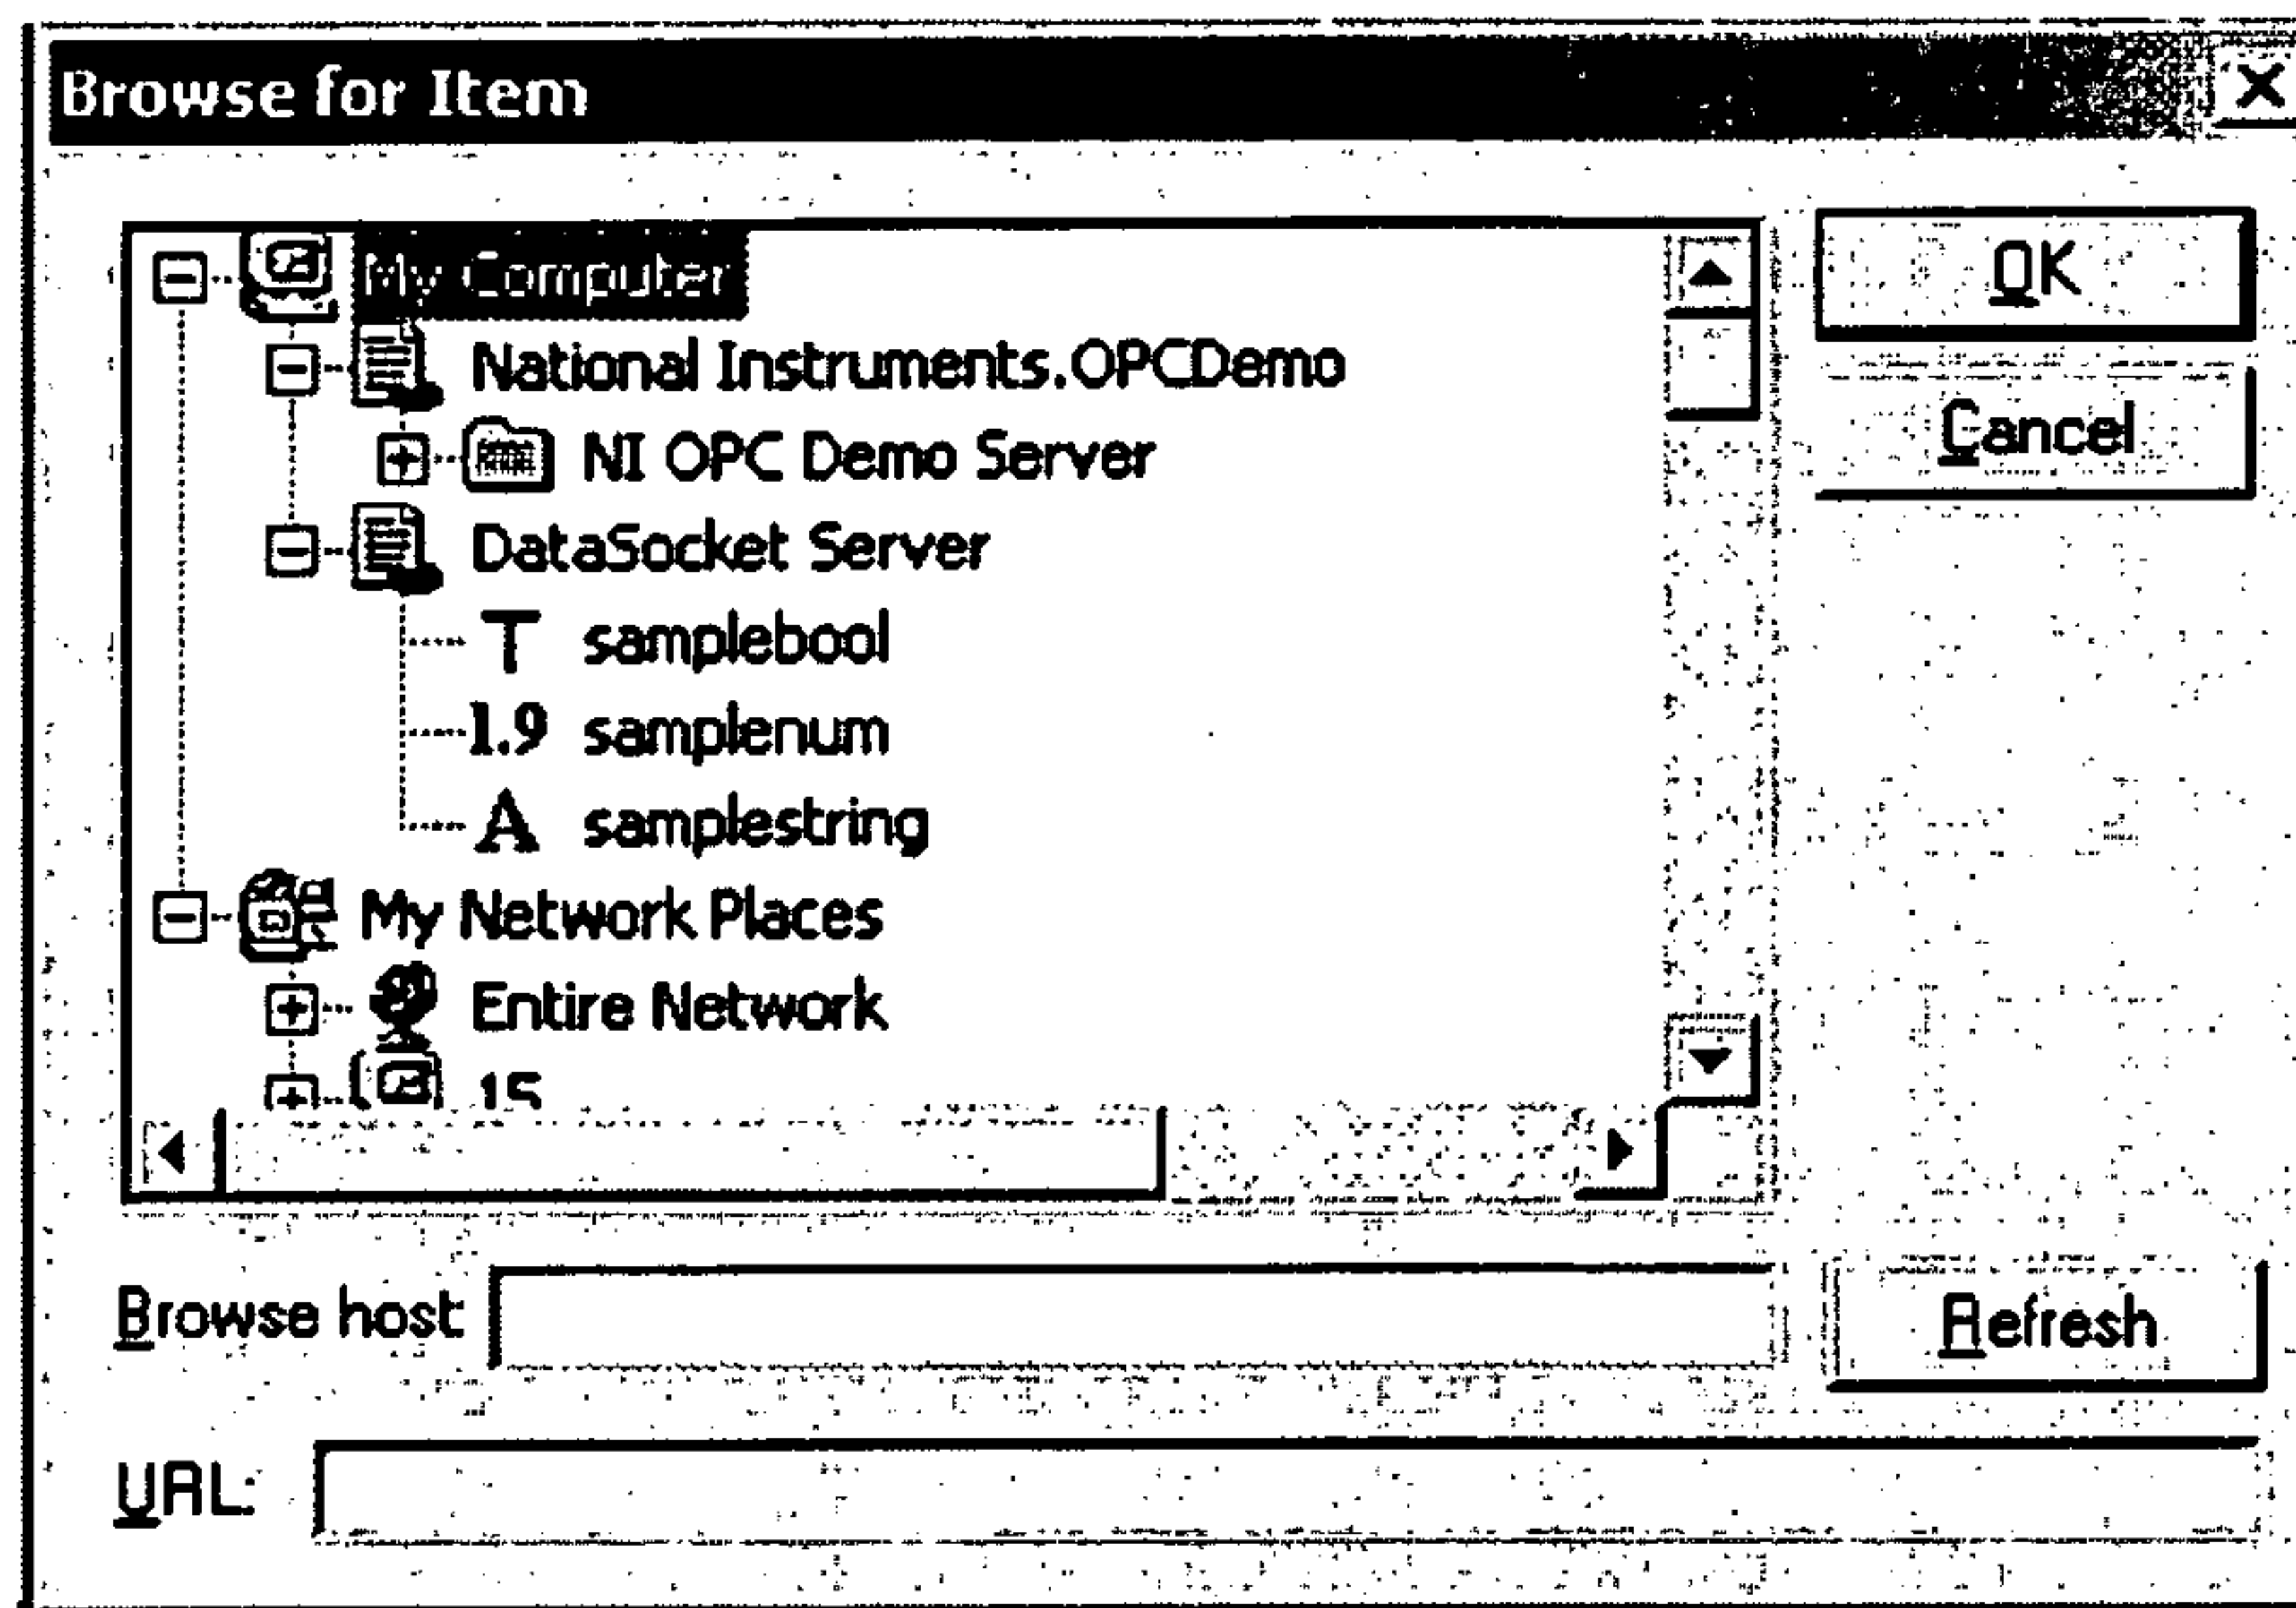 Browse for Item
My Computer
National Instruments.OPCDemo
NI OPC Demo Server
DataSocket Server
T samplebool
1.9 samplenum
A samplestring
My Network Places
Entire Network
OK
Cancel
Browse host
Refresh
URL: